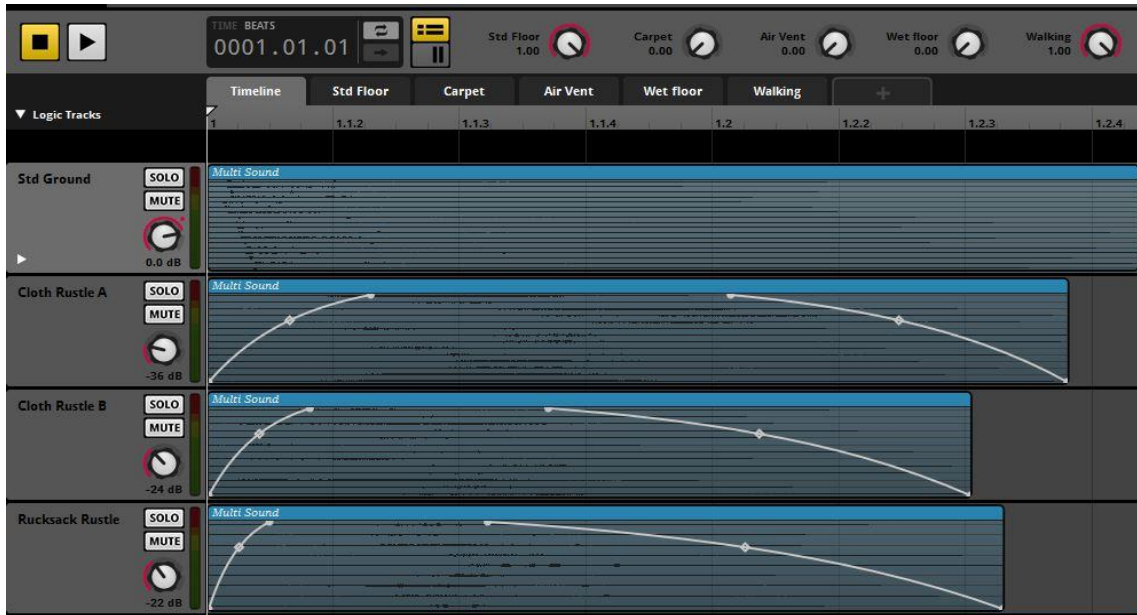 TIME BEATS
0001.01.01
Std Floor
1.00
Carpet
0.00
Air Vent
0.00
Wet floor
0.00
Walking
1.00
Timeline
Std Floor
Carpet
Air Vent
Wet floor
Walking
+
Logic Tracks
1
1.1.2
1.1.3
1.1.4
1.2
1.2.2
1.2.3
1.2.4
Std Ground
SOLO
MUTE
0.0 dB
Multi Sound
Cloth Rustle A
SOLO
MUTE
-36 dB
Multi Sound
Cloth Rustle B
SOLO
MUTE
-24 dB
Multi Sound
Rucksack Rustle
SOLO
MUTE
-22 dB
Multi Sound